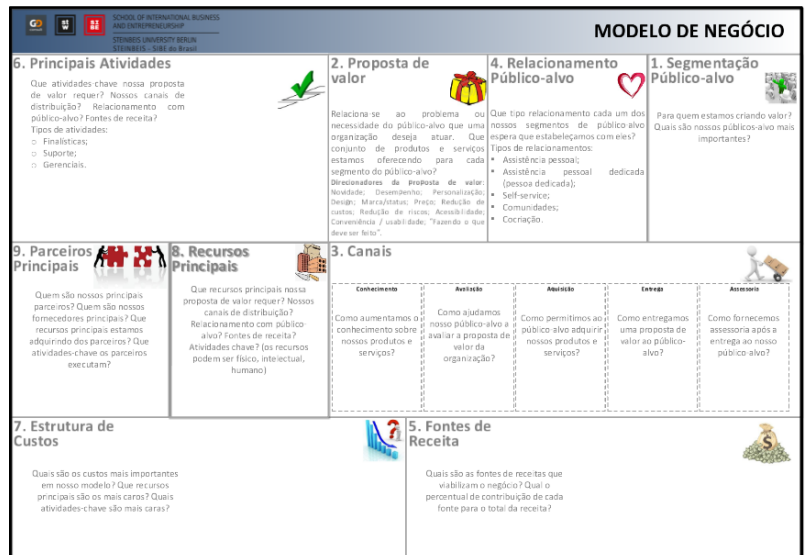 GD
STW
SIBE
SCHOOL OF INTERNATIONAL BUSINESS
AND ENTREPRENEURSHIP
STEINBEIS UNIVERSITY BERLIN
STEINBEIS - SIBE do Brasil
MODELO DE NEGÓCIO
6. Principais Atividades
Que atividades-chave nossa proposta
de valor requer? Nossos canais de
distribuição? Relacionamento com
público-alvo? Fontes de receita?
Tipos de atividades:
○ Finalísticas;
○ Suporte;
○ Gerenciais.
2. Proposta de
valor
Relaciona-se ao problema ou
necessidade do público-alvo que uma
organização deseja atuar. Que
conjunto de produtos e serviços
estamos oferecendo para cada
segmento do público-alvo?
Direcionadores da proposta de valor:
Novidade; Desempenho; Personalização;
Design; Marca/status; Preço; Redução de
custos; Redução de riscos; Acessibilidade;
Conveniência / usabilidade; "Fazendo o que
deve ser feito".
4. Relacionamento
Público-alvo
Que tipo relacionamento cada um dos
nossos segmentos de público-alvo
espera que estabeleçamos com eles?
Tipos de relacionamentos:
▪ Assistência pessoal;
▪ Assistência pessoal dedicada
(pessoa dedicada);
▪ Self-service;
▪ Comunidades;
▪ Cocriação.
1. Segmentação
Público-alvo
Para quem estamos criando valor?
Quais são nossos públicos-alvo mais
importantes?
9. Parceiros
Principais
Quem são nossos principais
parceiros? Quem são nossos
fornecedores principais? Que
recursos principais estamos
adquirindo dos parceiros? Que
atividades-chave os parceiros
executam?
8. Recursos
Principais
Que recursos principais nossa
proposta de valor requer? Nossos
canais de distribuição?
Relacionamento com público-
alvo? Fontes de receita?
Atividades chave? (os recursos
podem ser físico, intelectual,
humano)
3. Canais
Conhecimento
Como aumentamos o
conhecimento sobre
nossos produtos e
serviços?
Avaliação
Como ajudamos
nosso público-alvo a
avaliar a proposta de
valor da
organização?
Aquisição
Como permitimos ao
público-alvo adquirir
nossos produtos e
serviços?
Entrega
Como entregamos
uma proposta de
valor ao público-
alvo?
Assessoria
Como fornecemos
assessoria após a
entrega ao nosso
público-alvo?
7. Estrutura de
Custos
Quais são os custos mais importantes
em nosso modelo? Que recursos
principais são os mais caros? Quais
atividades-chave são mais caras?
5. Fontes de
Receita
Quais são as fontes de receitas que
viabilizam o negócio? Qual o
percentual de contribuição de cada
fonte para o total da receita?